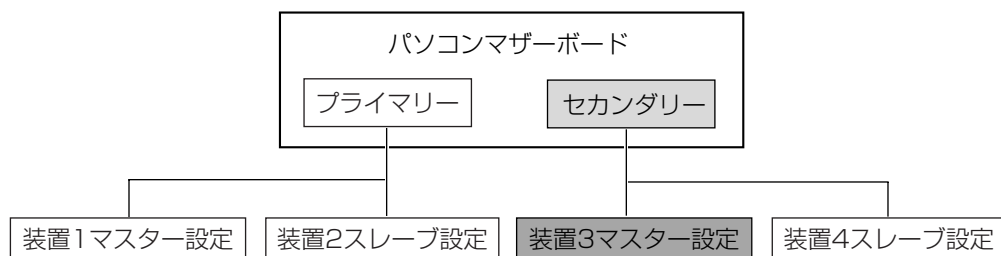 パソコンマザーボード
プライマリー
セカンダリー
装置1マスター設定
装置2スレーブ設定
装置3マスター設定
装置4スレーブ設定